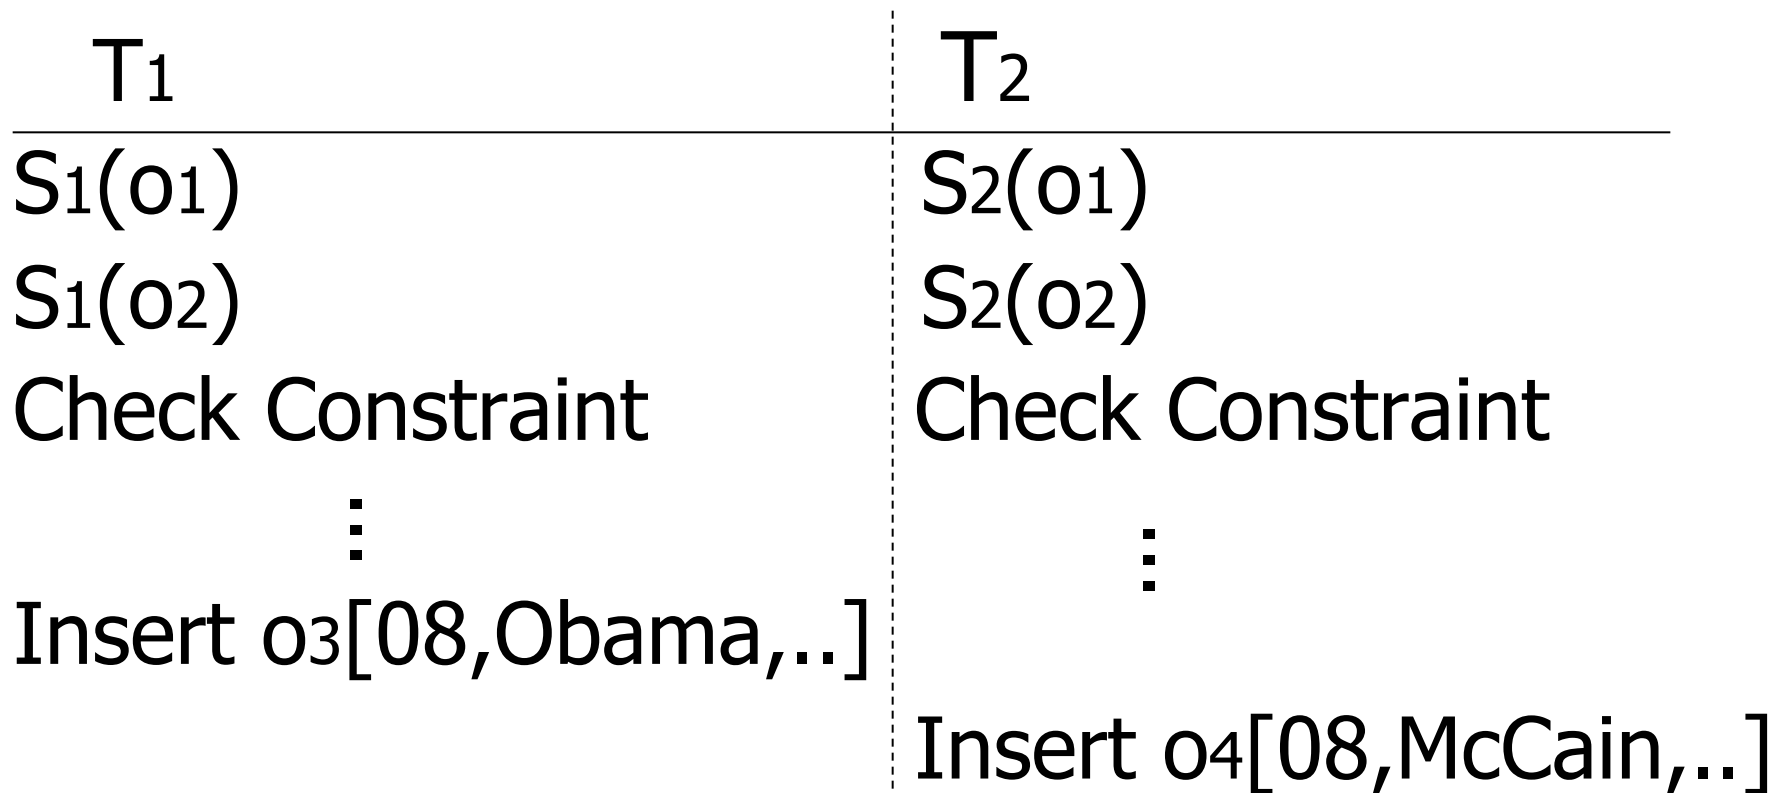 T1 T2
S1(o1) S2(o1)
S1(o2) S2(o2)
Check Constraint Check Constraint
⋮ ⋮
Insert o3[08,Obama,..]
Insert o4[08,McCain,..]